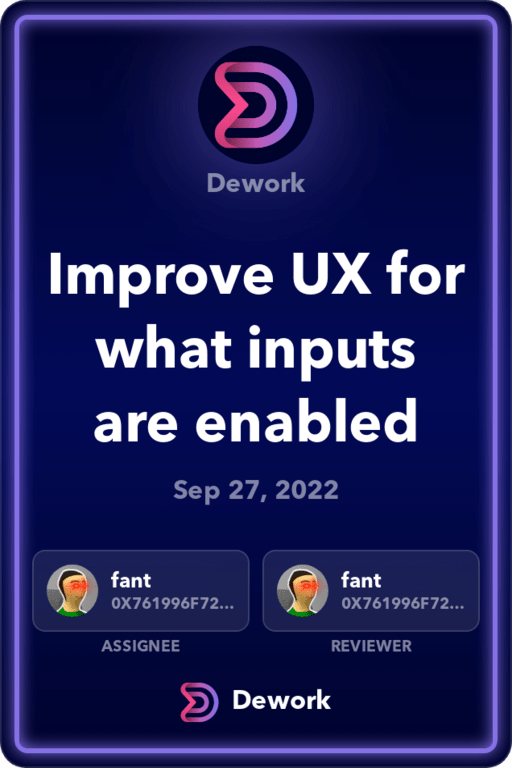 Dework
Improve UX for
what inputs
are enabled
Sep 27, 2022
fant
0X761996F72...
ASSIGNEE
fant
0X761996F72...
REVIEWER
Dework